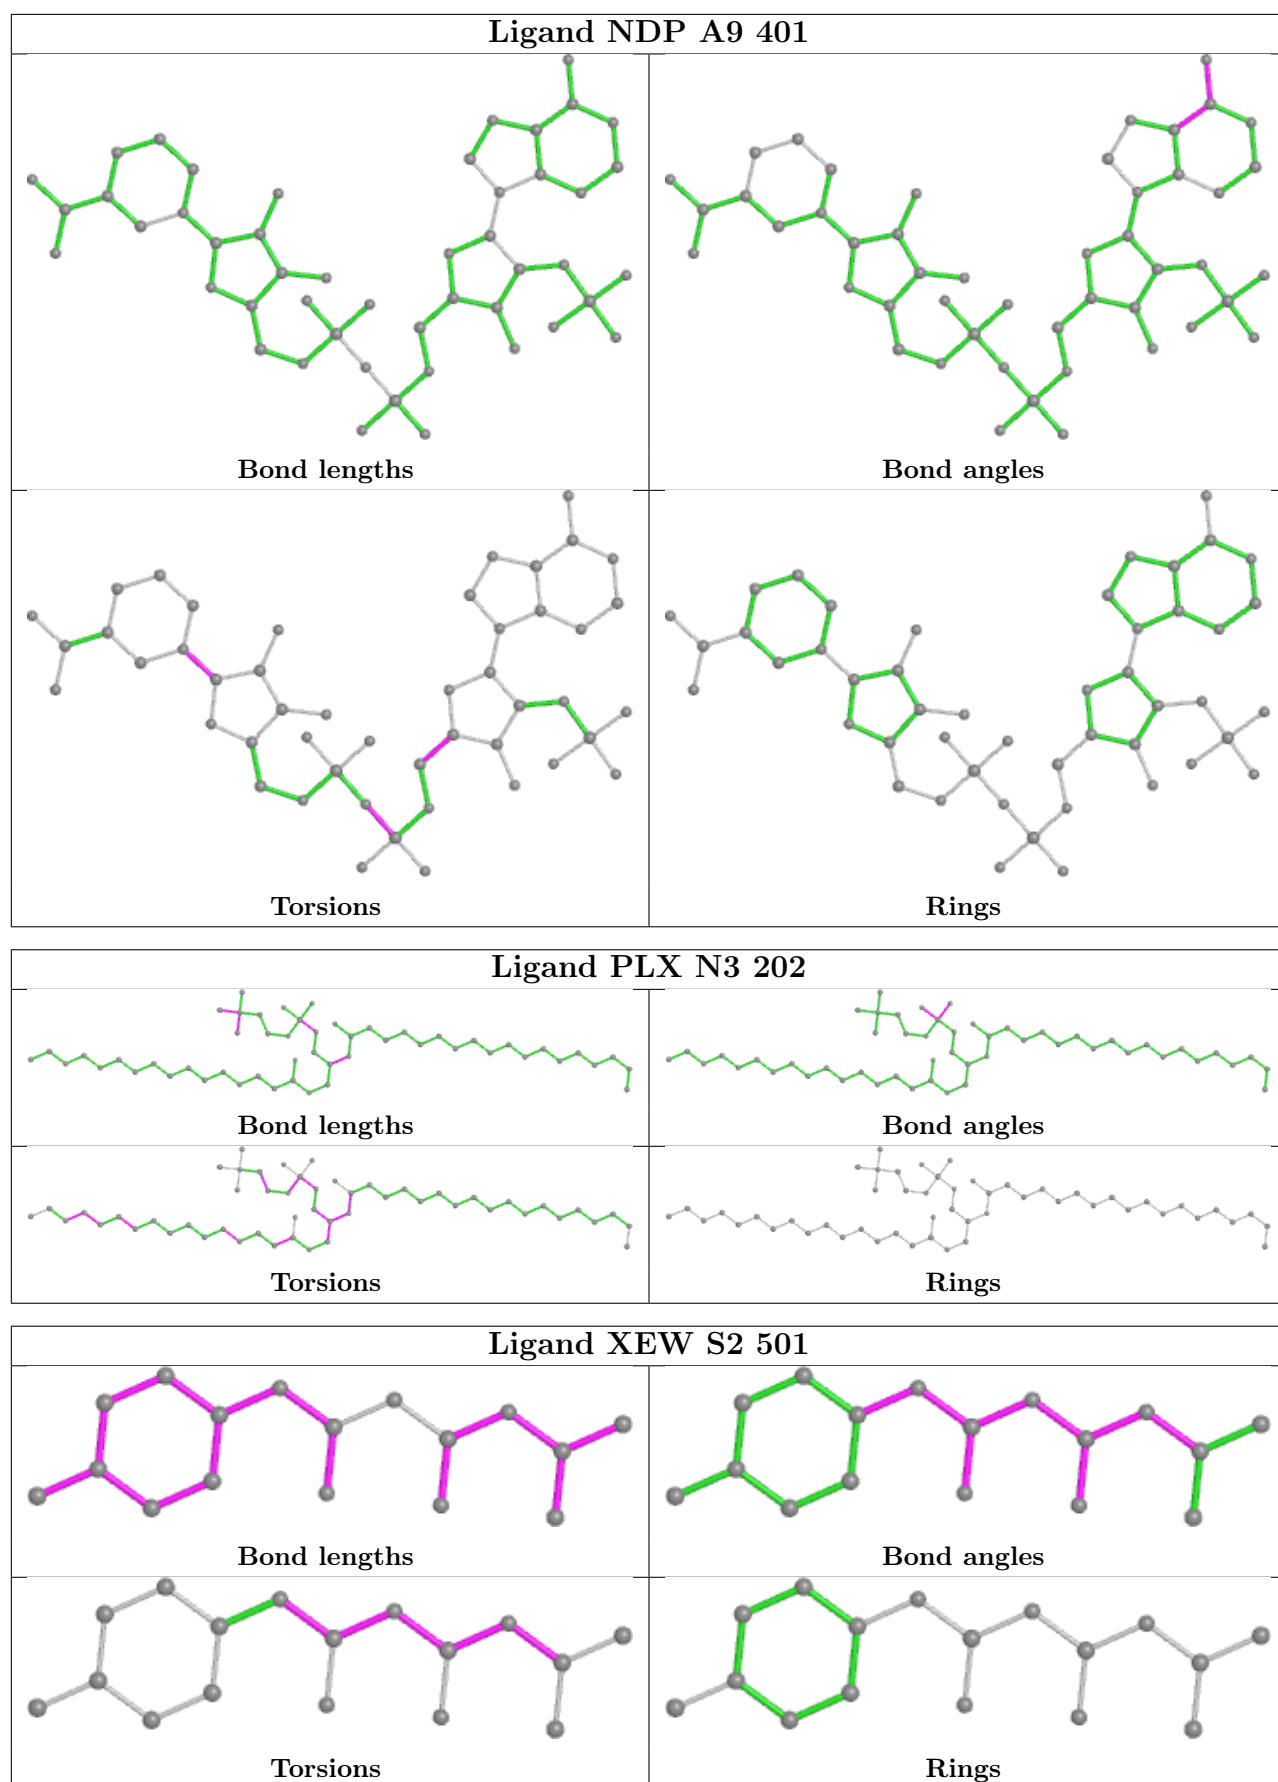 Ligand NDP A9 401
Bond lengths
Bond angles
Torsions
Rings
Ligand PLX N3 202
Bond lengths
Bond angles
Torsions
Rings
Ligand XEW S2 501
Bond lengths
Bond angles
Torsions
Rings